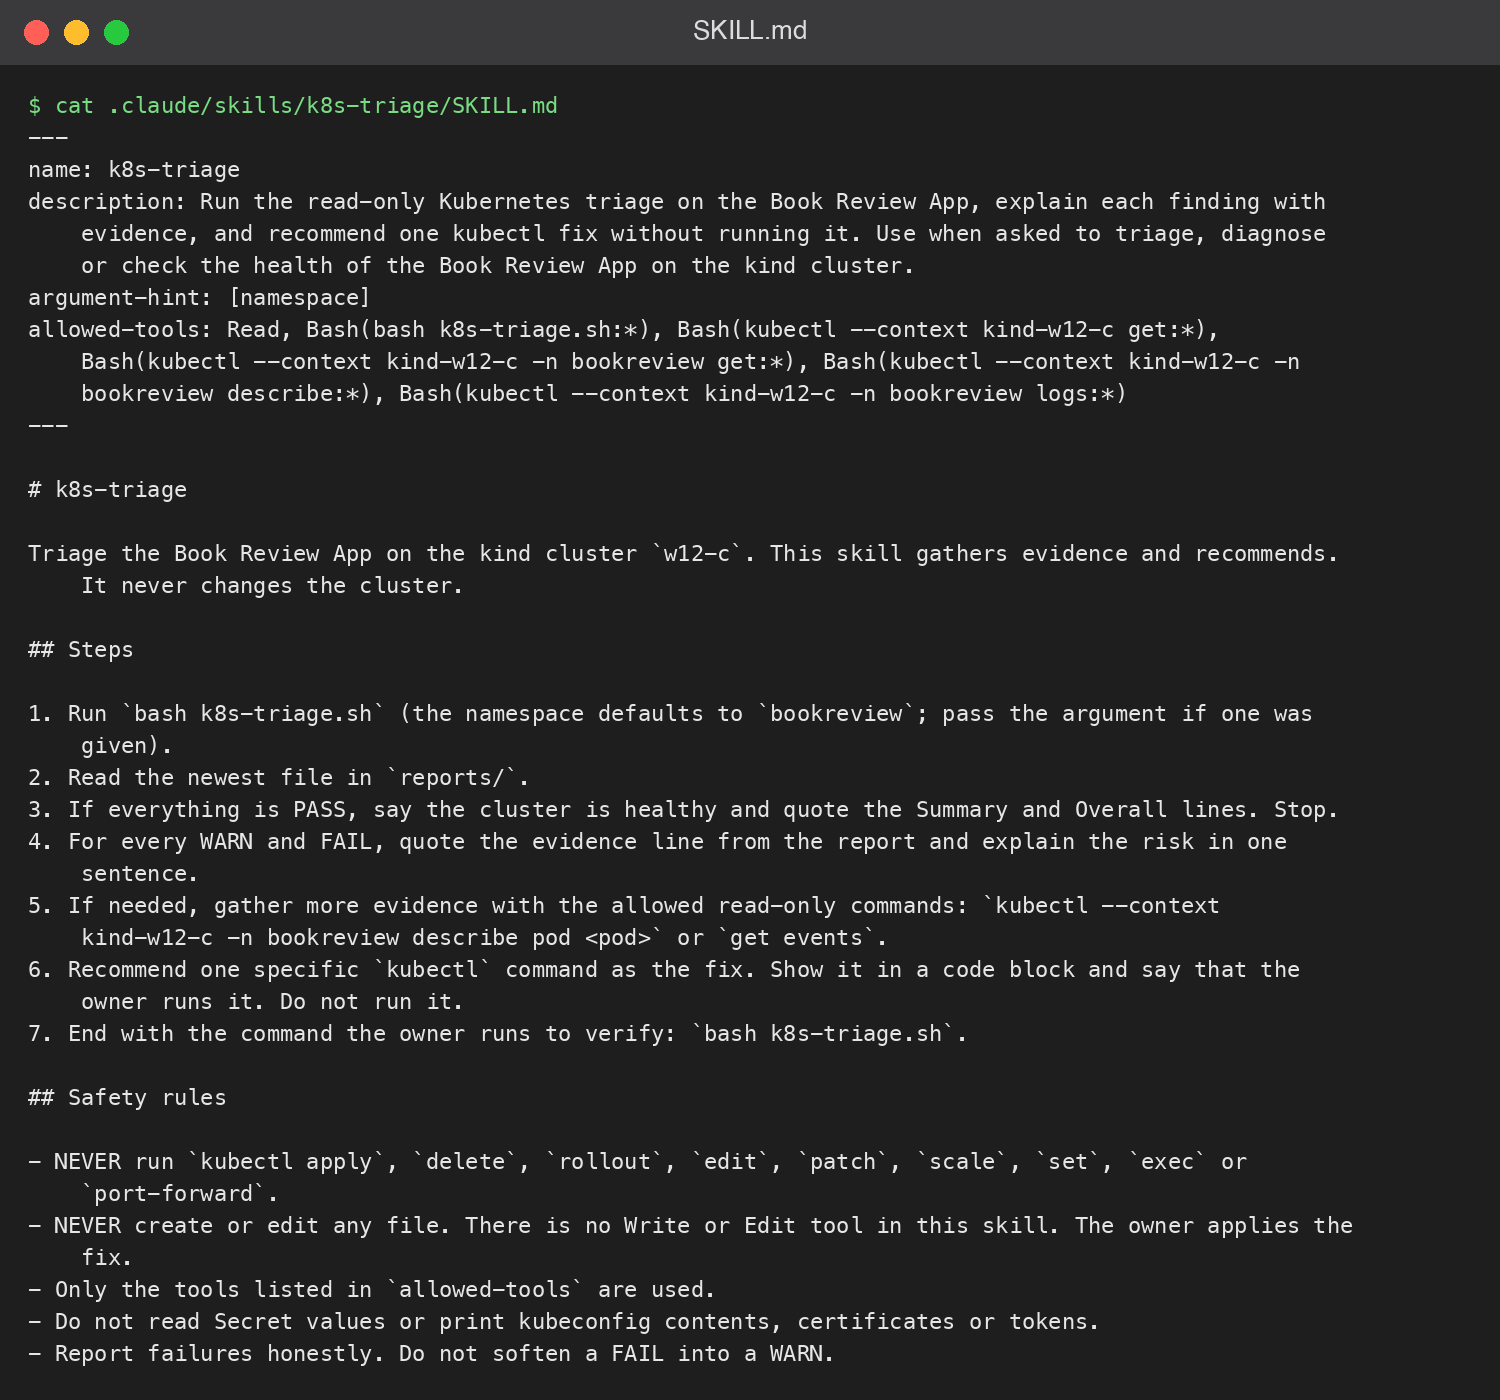 SKILL.md
$ cat .claude/skills/k8s-triage/SKILL.md
---
name: k8s-triage
description: Run the read-only Kubernetes triage on the Book Review App, explain each finding with
evidence, and recommend one kubectl fix without running it. Use when asked to triage, diagnose
or check the health of the Book Review App on the kind cluster.
argument-hint: [namespace]
allowed-tools: Read, Bash(bash k8s-triage.sh:*), Bash(kubectl --context kind-w12-c get:*),
Bash(kubectl --context kind-w12-c -n bookreview get:*), Bash(kubectl --context kind-w12-c -n
bookreview describe:*), Bash(kubectl --context kind-w12-c -n bookreview logs:*)
---
# k8s-triage
Triage the Book Review App on the kind cluster `w12-c`. This skill gathers evidence and recommends.
It never changes the cluster.
## Steps
1. Run `bash k8s-triage.sh` (the namespace defaults to `bookreview`; pass the argument if one was
given).
2. Read the newest file in `reports/`.
3. If everything is PASS, say the cluster is healthy and quote the Summary and Overall lines. Stop.
4. For every WARN and FAIL, quote the evidence line from the report and explain the risk in one
sentence.
5. If needed, gather more evidence with the allowed read-only commands: `kubectl --context
kind-w12-c -n bookreview describe pod <pod>` or `get events`.
6. Recommend one specific `kubectl` command as the fix. Show it in a code block and say that the
owner runs it. Do not run it.
7. End with the command the owner runs to verify: `bash k8s-triage.sh`.
## Safety rules
- NEVER run `kubectl apply`, `delete`, `rollout`, `edit`, `patch`, `scale`, `set`, `exec` or
`port-forward`.
- NEVER create or edit any file. There is no Write or Edit tool in this skill. The owner applies the
fix.
- Only the tools listed in `allowed-tools` are used.
- Do not read Secret values or print kubeconfig contents, certificates or tokens.
- Report failures honestly. Do not soften a FAIL into a WARN.